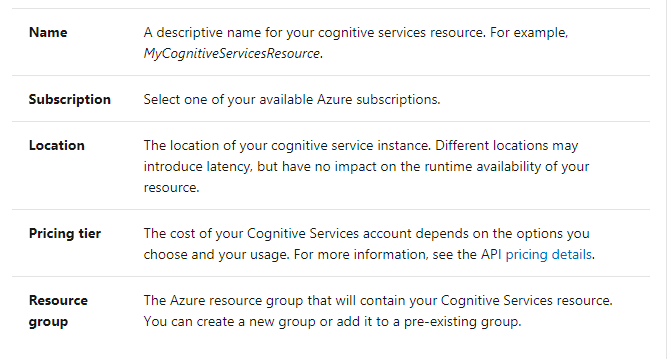 Name
A descriptive name for your cognitive services resource. For example,
MyCognitiveServicesResource.
Subscription
Select one of your available Azure subscriptions.
Location
The location of your cognitive service instance. Different locations may
introduce latency, but have no impact on the runtime availability of your
resource.
Pricing tier
The cost of your Cognitive Services account depends on the options you
choose and your usage. For more information, see the API pricing details.
Resource
group
The Azure resource group that will contain your Cognitive Services resource.
You can create a new group or add it to a pre-existing group.